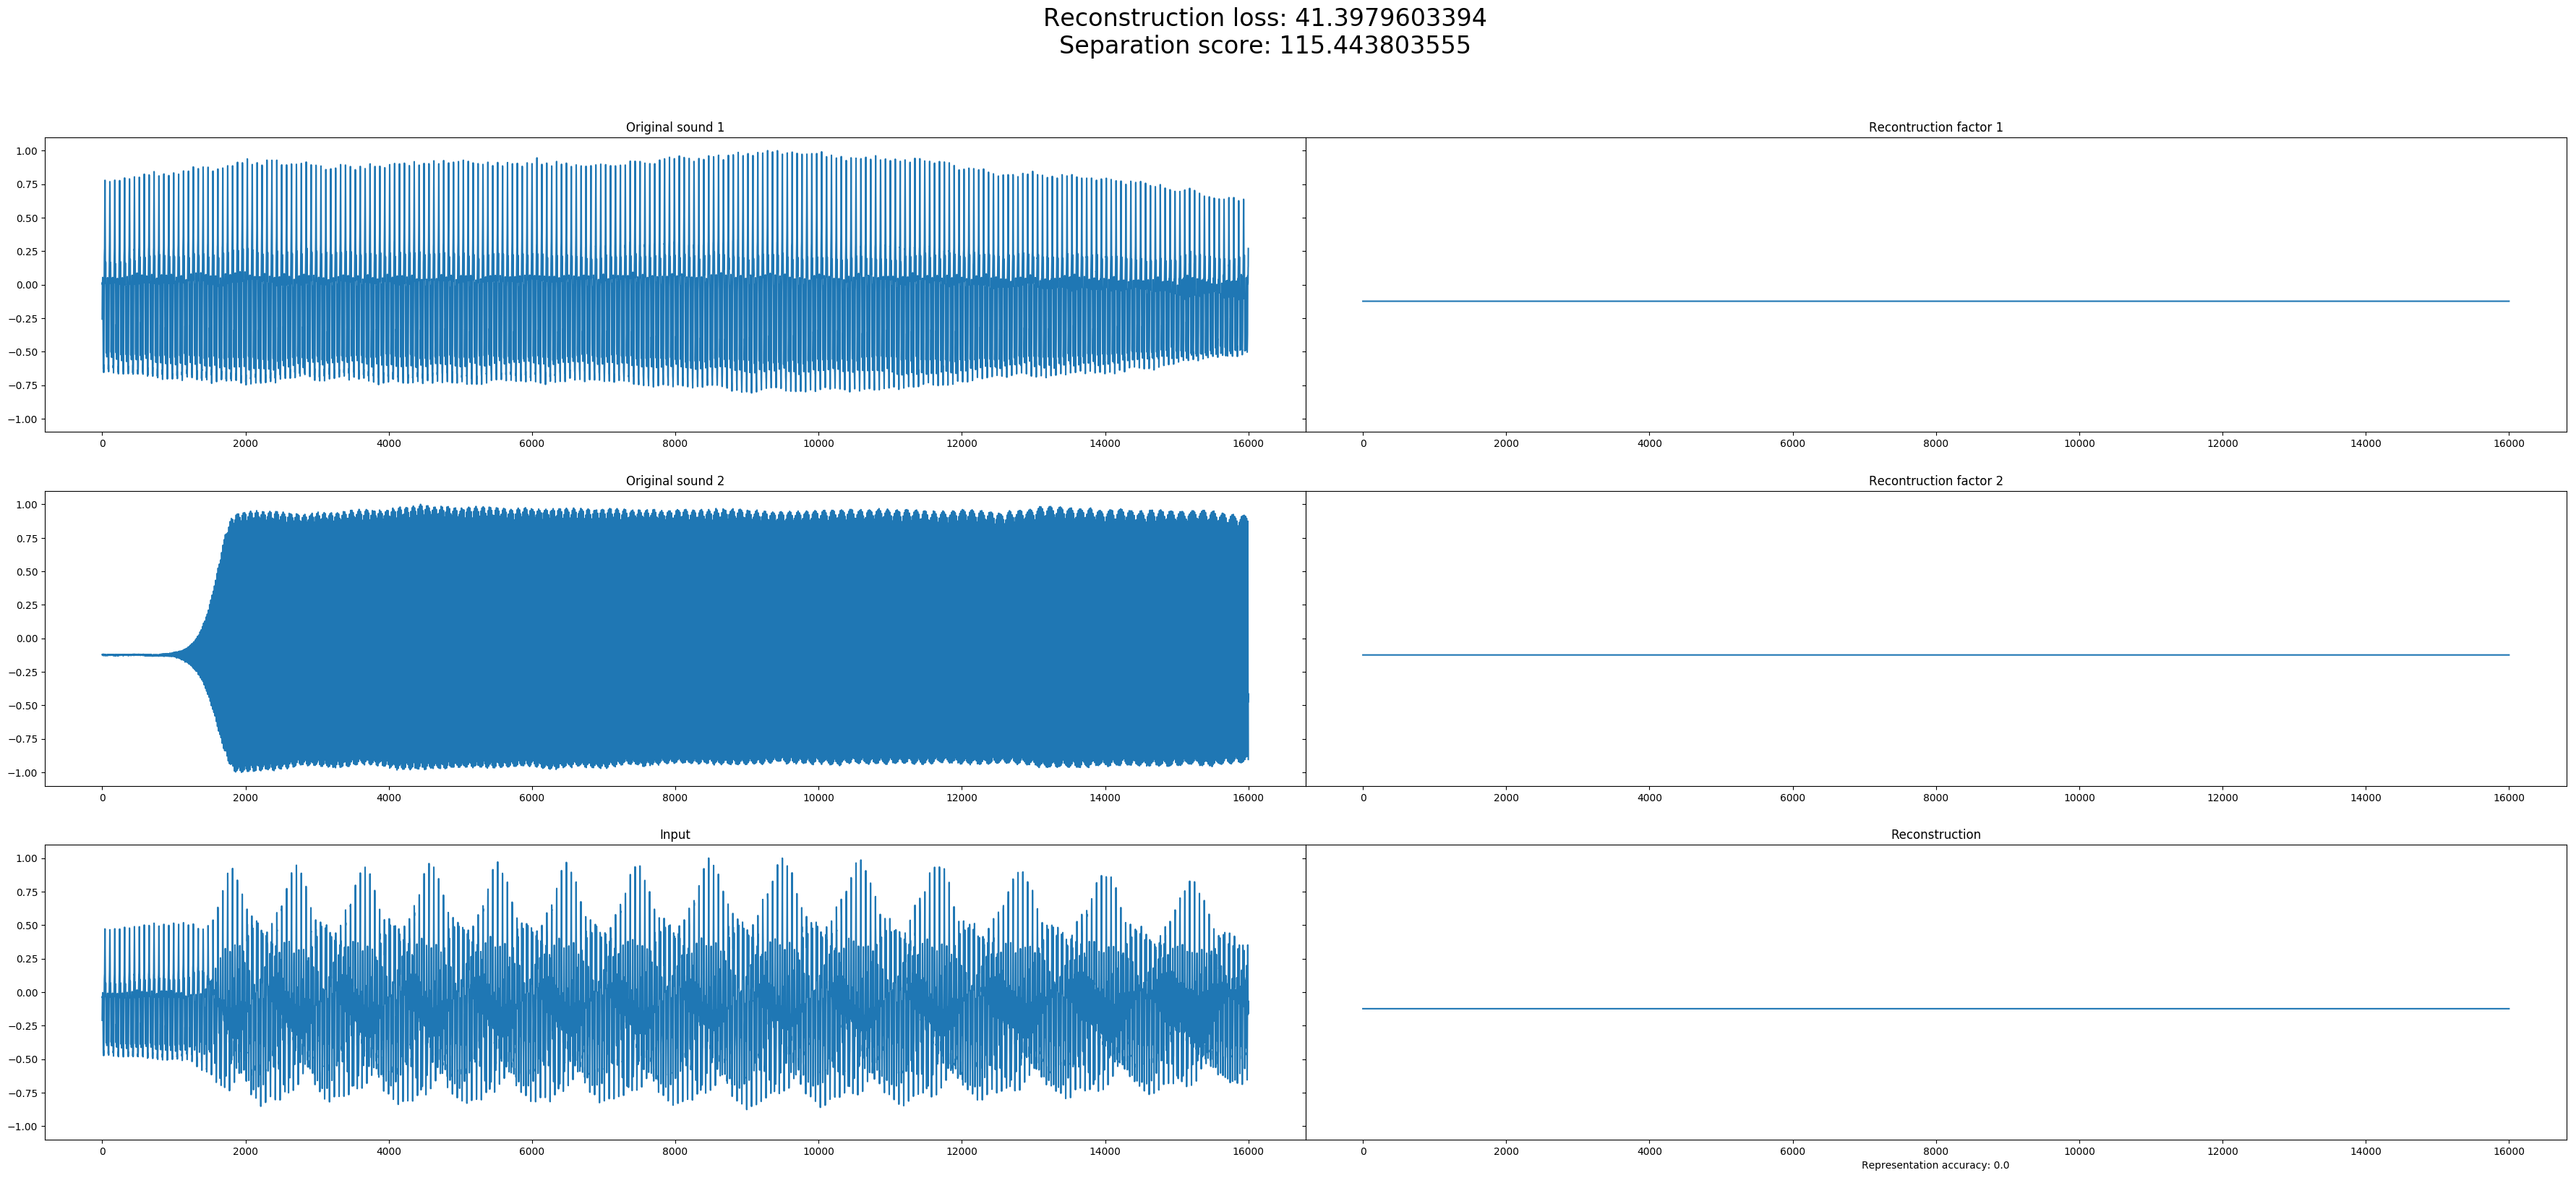 Reconstruction loss: 41.3979603394
Separation score: 115.443803555
Original sound 1
Recontruction factor 1
1.00
0.75
0.50
0.25
0.00
−0.25
−0.50
−0.75
−1.00
0 2000 4000 6000 8000 10000 12000 14000 16000
0 2000 4000 6000 8000 10000 12000 14000 16000
Original sound 2
Recontruction factor 2
1.00
0.75
0.50
0.25
0.00
−0.25
−0.50
−0.75
−1.00
0 2000 4000 6000 8000 10000 12000 14000 16000
0 2000 4000 6000 8000 10000 12000 14000 16000
Input
Reconstruction
1.00
0.75
0.50
0.25
0.00
−0.25
−0.50
−0.75
−1.00
0 2000 4000 6000 8000 10000 12000 14000 16000
0 2000 4000 6000 8000 10000 12000 14000 16000
Representation accuracy: 0.0